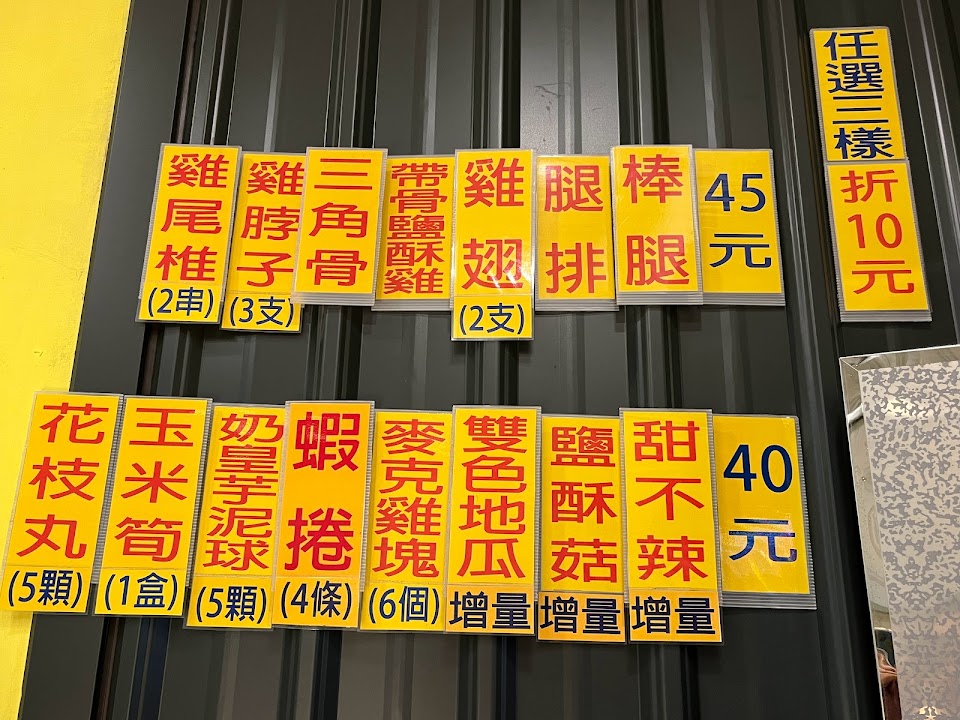 任選三樣
折10元
45元
棒腿
腿排
雞翅
(2支)
帶骨鹽酥雞
三角骨
雞脖子
(3支)
雞尾椎
(2串)
40元
甜不辣
增量
鹽酥菇
增量
雙色地瓜
增量
麥克雞塊
(6個)
蝦捲
(4條)
奶皇芋泥球
(5顆)
玉米筍
(1盒)
花枝丸
(5顆)